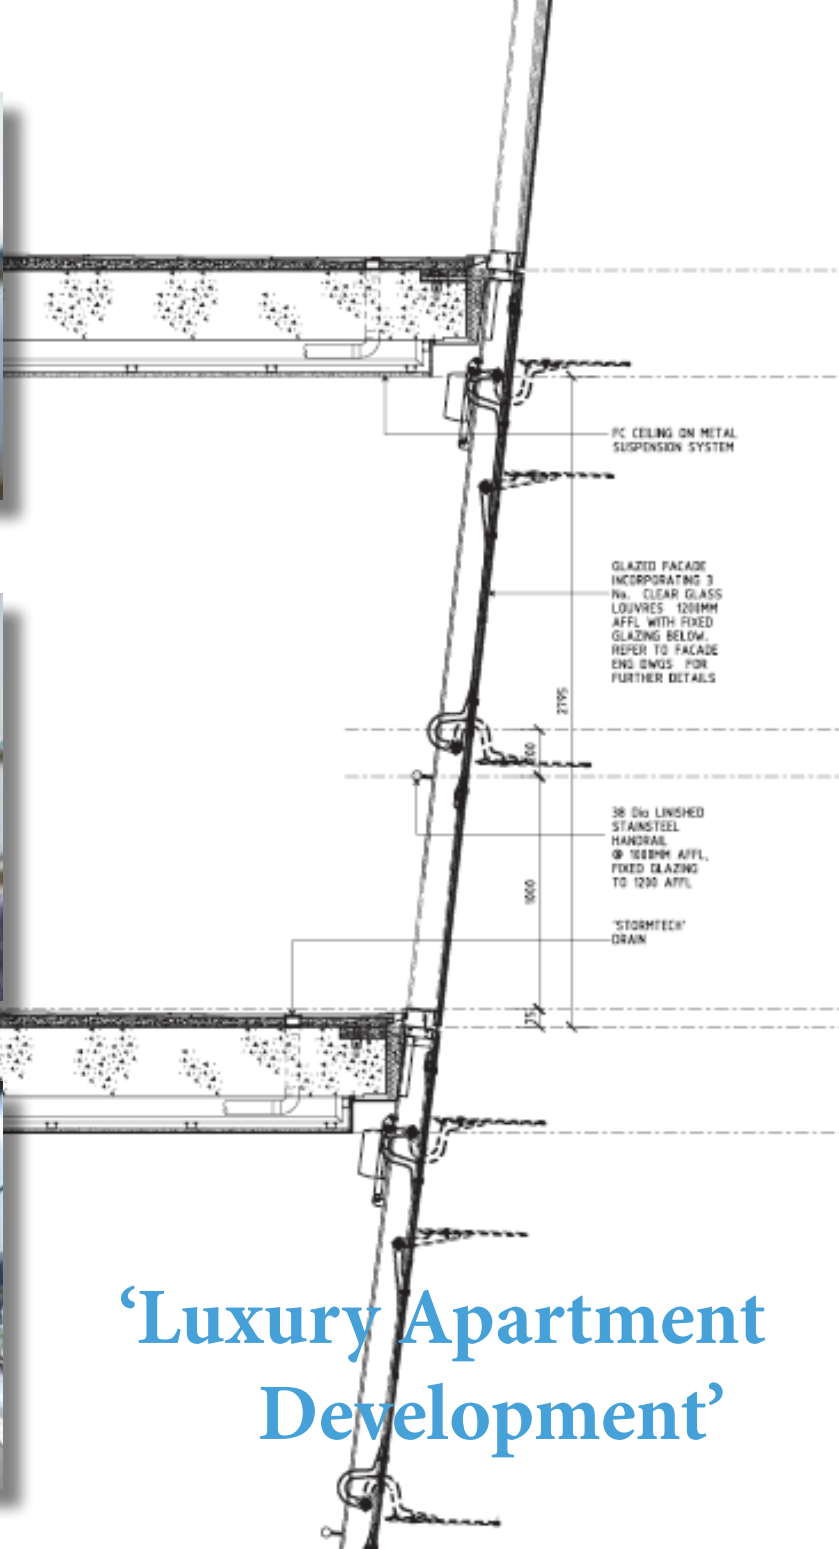 FC CEILING ON METAL
SUSPENSION SYSTEM
GLAZED FACADE
INCORPORATING 3
No. CLEAR GLASS
LOUVRES 1200MM
AFFL WITH FIXED
GLAZING BELOW.
REFER TO FACADE
ENG DWGS FOR
FURTHER DETAILS
2795
200
38 Dia LINISHED
STAINSTEEL
HANDRAIL
@ 1000MM AFFL,
FIXED GLAZING
TO 1200 AFFL
1000
'STORMTECH'
DRAIN
75
‘Luxury Apartment
Development’